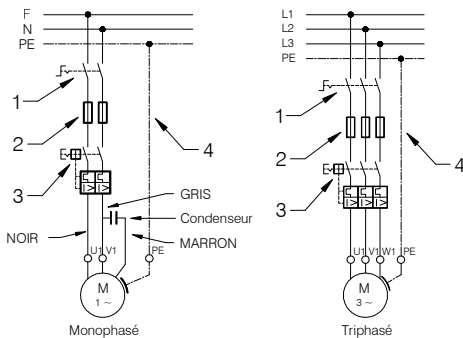 F
N
PE
1
2
3
4
I>
I>
GRIS
Condenseur
NOIR
MARRON
U1 V1
PE
M
1 ~
Monophasé
L1
L2
L3
PE
1
2
3
4
I>
I>
I>
U1 V1 W1 PE
M
3 ~
Triphasé